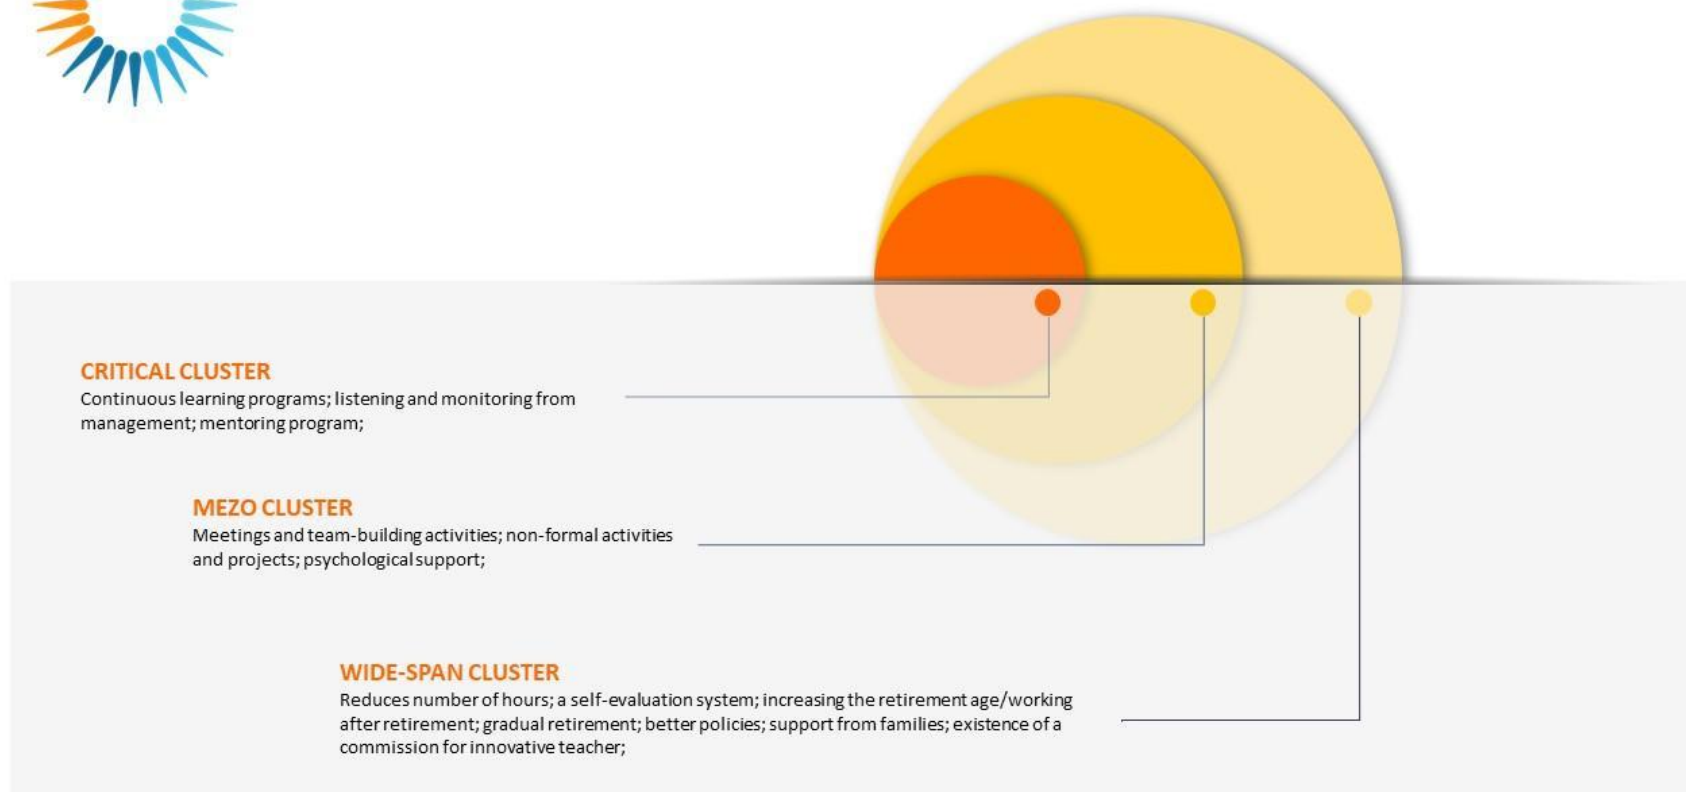 CRITICAL CLUSTER
Continuous learning programs; listening and monitoring from
management; mentoring program;
MEZO CLUSTER
Meetings and team-building activities; non-formal activities
and projects; psychological support;
WIDE-SPAN CLUSTER
Reduces number of hours; a self-evaluation system; increasing the retirement age/working
after retirement; gradual retirement; better policies; support from families; existence of a
commission for innovative teacher;